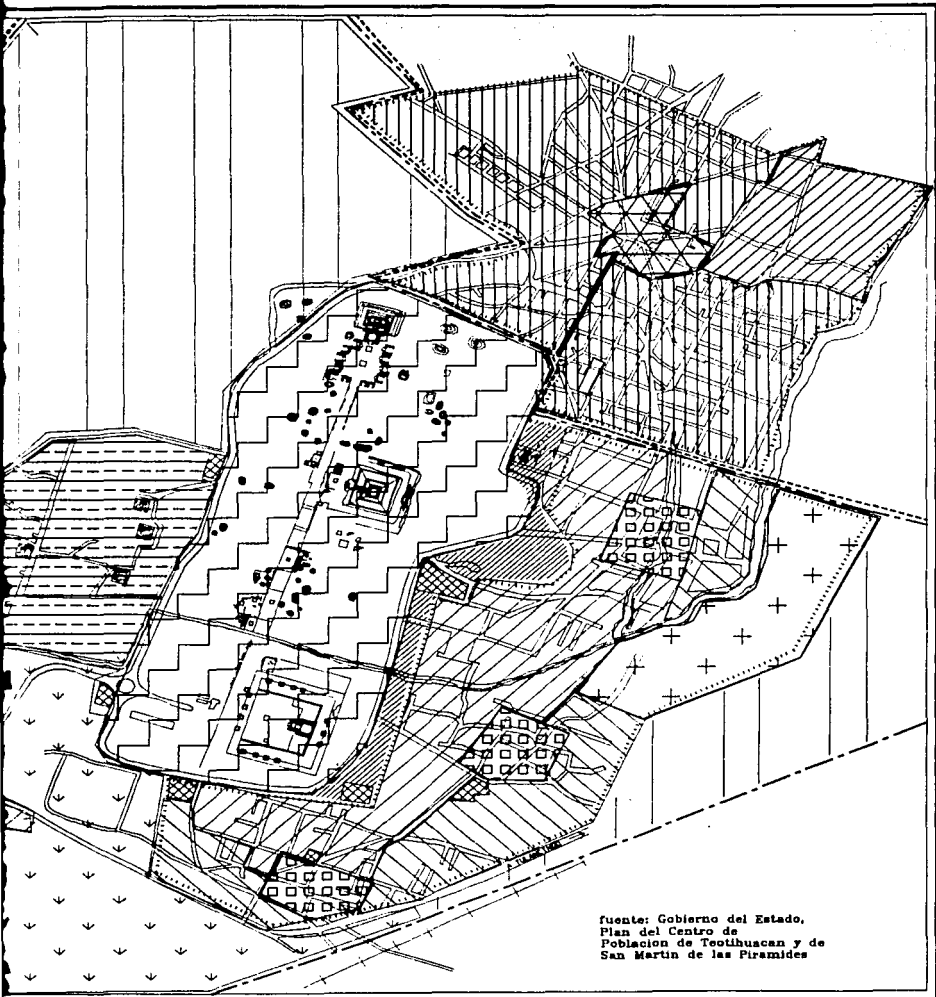 fuente: Gobierno del Estado,
Plan del Centro de
Poblacion de Teotihuacan y de
San Martin de las Piramides